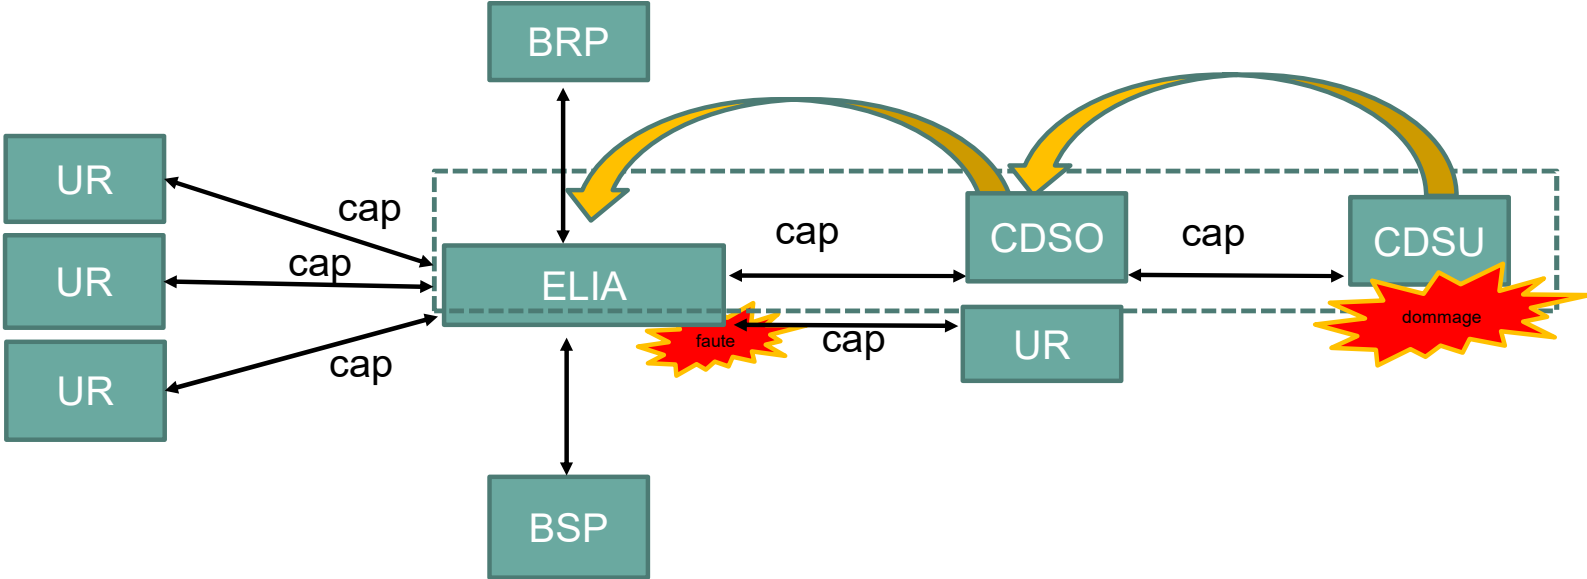 BRP
UR
cap
UR
cap
UR
cap
ELIA
faute
cap
CDSO
cap
CDSU
dommage
cap
UR
BSP